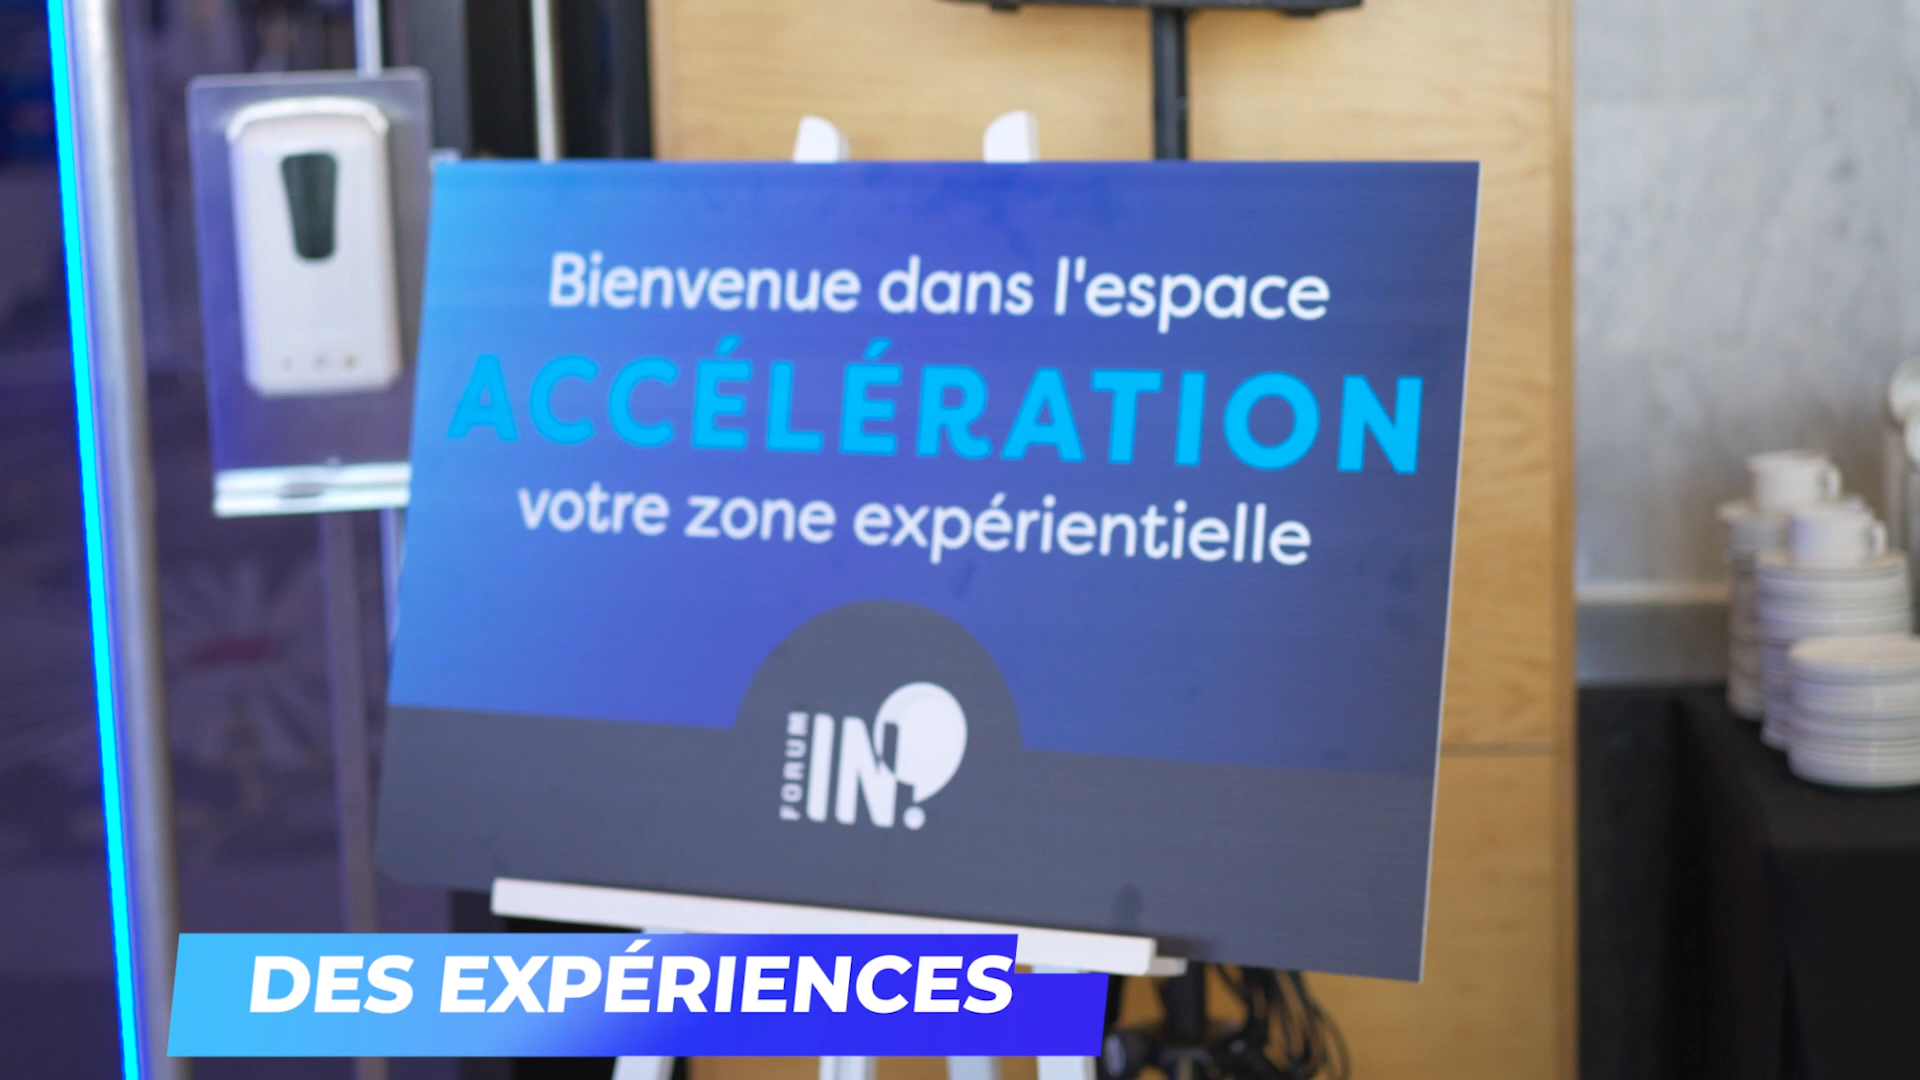 Bienvenue dans l'espace
ACCÉLÉRATION
votre zone expérientielle
FORUM
IN!
DES EXPÉRIENCES